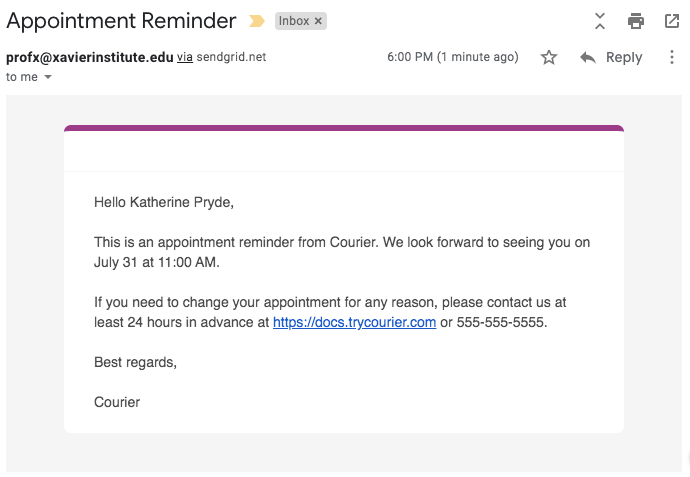 Appointment Reminder Inbox ×
profx@xavierinstitute.edu via sendgrid.net 6:00 PM (1 minute ago) Reply
to me
Hello Katherine Pryde,
This is an appointment reminder from Courier. We look forward to seeing you on
July 31 at 11:00 AM.
If you need to change your appointment for any reason, please contact us at
least 24 hours in advance at https://docs.trycourier.com or 555-555-5555.
Best regards,
Courier